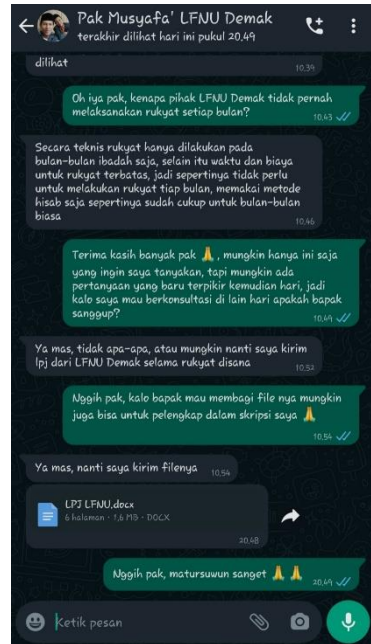 Pak Musyafa' LFNU Demak
terakhir dilihat hari ini pukul 20.49
dilihat
10.39
Oh iya pak, kenapa pihak LFNU Demak tidak pernah
melaksanakan rukyat setiap bulan?
10.43
Secara teknis rukyat hanya dilakukan pada
bulan-bulan ibadah saja, selain itu waktu dan biaya
untuk rukyat terbatas, jadi sepertinya tidak perlu
untuk melakukan rukyat tiap bulan, memakai metode
hisab saja sepertinya sudah cukup untuk bulan-bulan
biasa
10.46
Terima kasih banyak pak 🙏 , mungkin hanya ini saja
yang ingin saya tanyakan, tapi mungkin ada
pertanyaan yang baru terpikir kemudian hari, jadi
kalo saya mau berkonsultasi di lain hari apakah bapak
sanggup?
10.49
Ya mas, tidak apa-apa, atau mungkin nanti saya kirim
lpj dari LFNU Demak selama rukyat disana
10.52
Nggih pak, kalo bapak mau membagi file nya mungkin
juga bisa untuk pelengkap dalam skripsi saya 🙏
10.54
Ya mas, nanti saya kirim filenya
10.54
LPJ LFNU.docx
6 halaman · 1,6 MB · DOCX
20.48
Nggih pak, matursuwun sanget 🙏 🙏
20.49
Ketik pesan